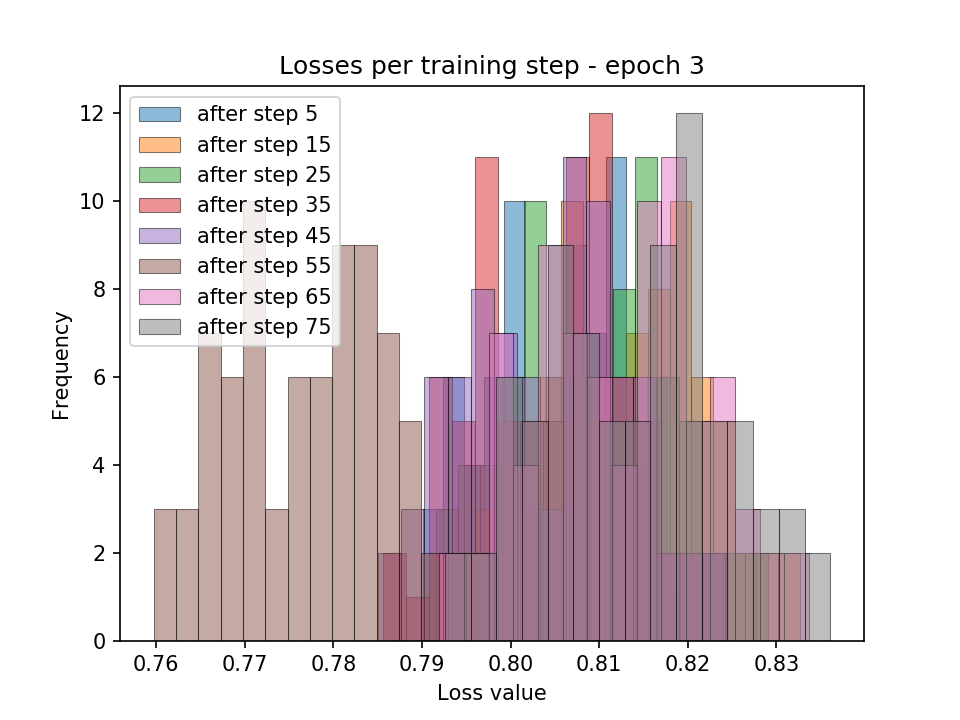 Losses per training step - epoch 3
12
10
8
6
4
2
0
Frequency
after step 5
after step 15
after step 25
after step 35
after step 45
after step 55
after step 65
after step 75
0.76 0.77 0.78 0.79 0.80 0.81 0.82 0.83
Loss value